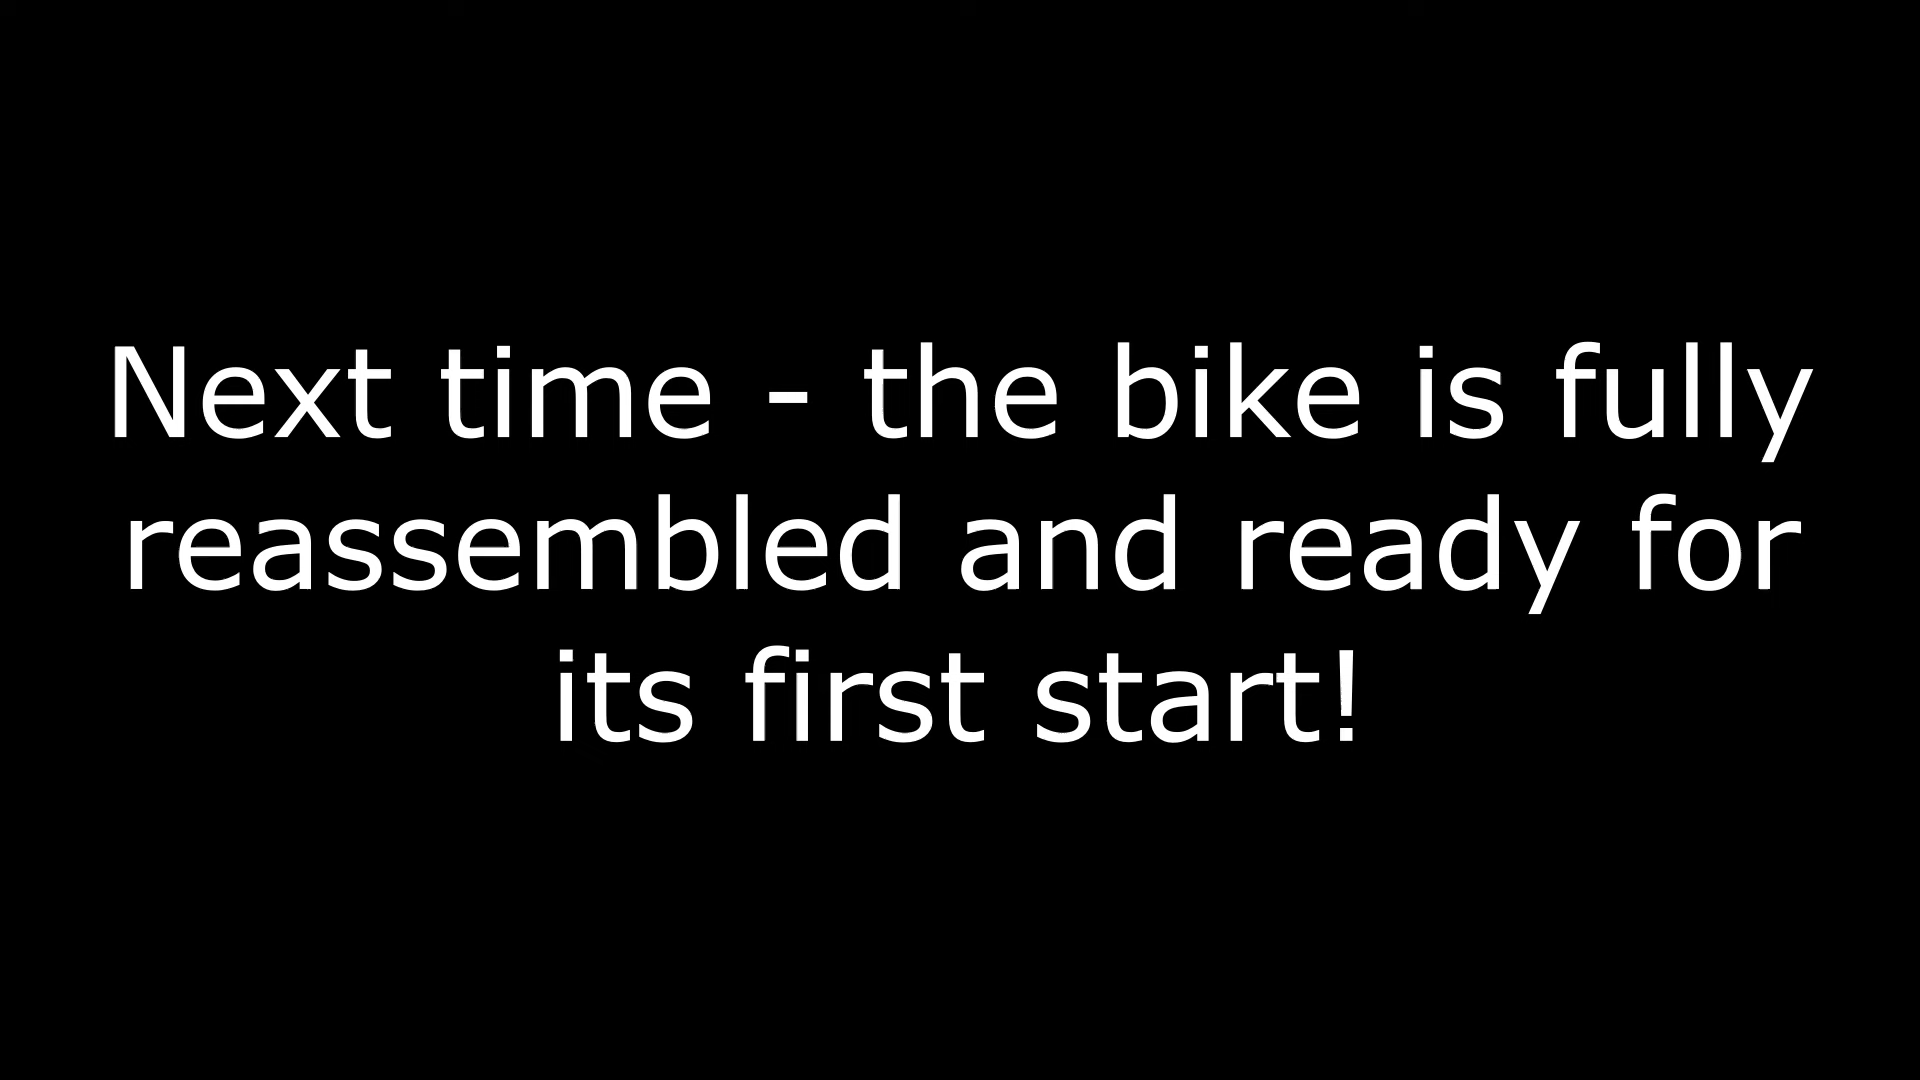 Next time - the bike is fully
reassembled and ready for
its first start!